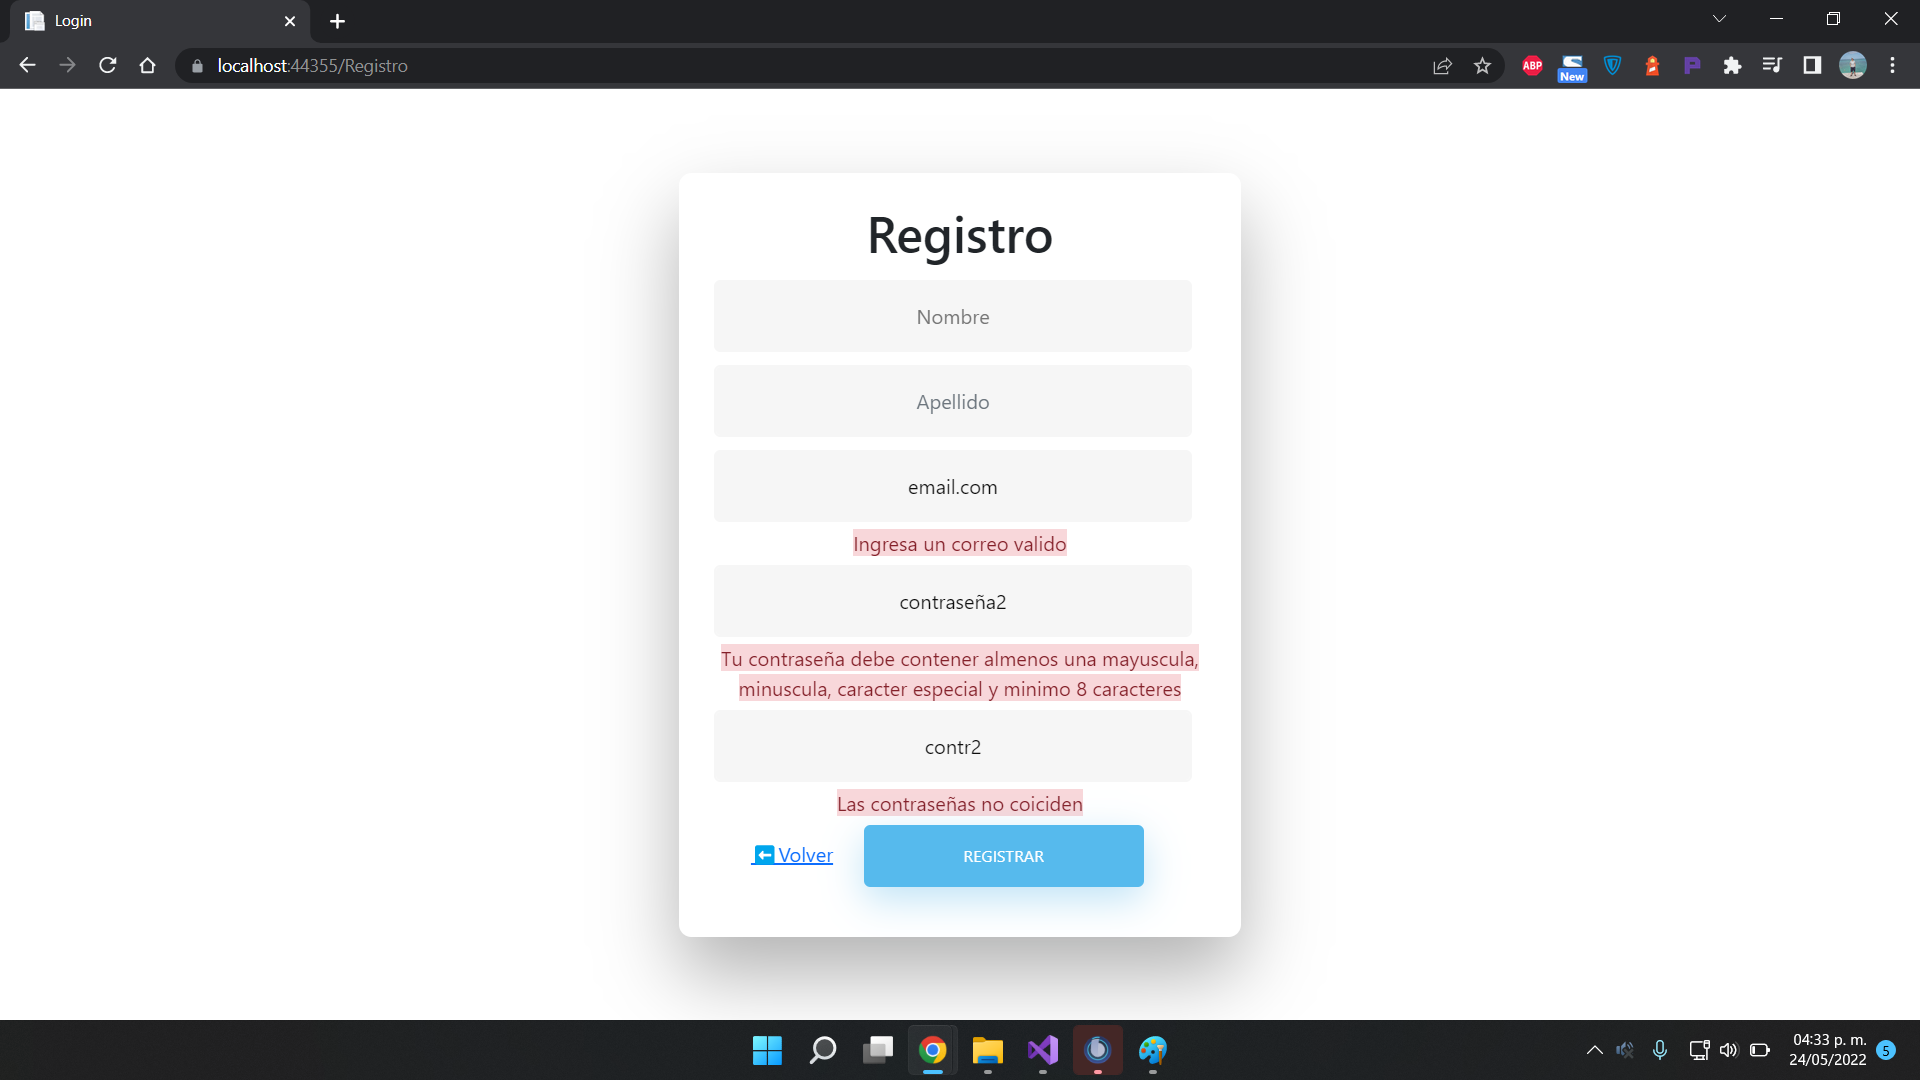 Login
localhost:44355/Registro
ABP
New
Registro
Nombre
Apellido
email.com
Ingresa un correo valido
contraseña2
Tu contraseña debe contener almenos una mayuscula,
minuscula, caracter especial y minimo 8 caracteres
contr2
Las contraseñas no coiciden
Volver
REGISTRAR
04:33 p. m.
24/05/2022
5